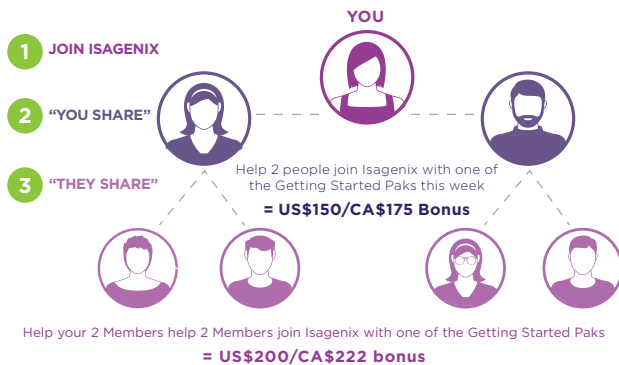 YOU
1 JOIN ISAGENIX
2 “YOU SHARE”
3 “THEY SHARE”
Help 2 people join Isagenix with one of
the Getting Started Paks this week
= US$150/CA$175 Bonus
Help your 2 Members help 2 Members join Isagenix with one of the Getting Started Paks
= US$200/CA$222 bonus